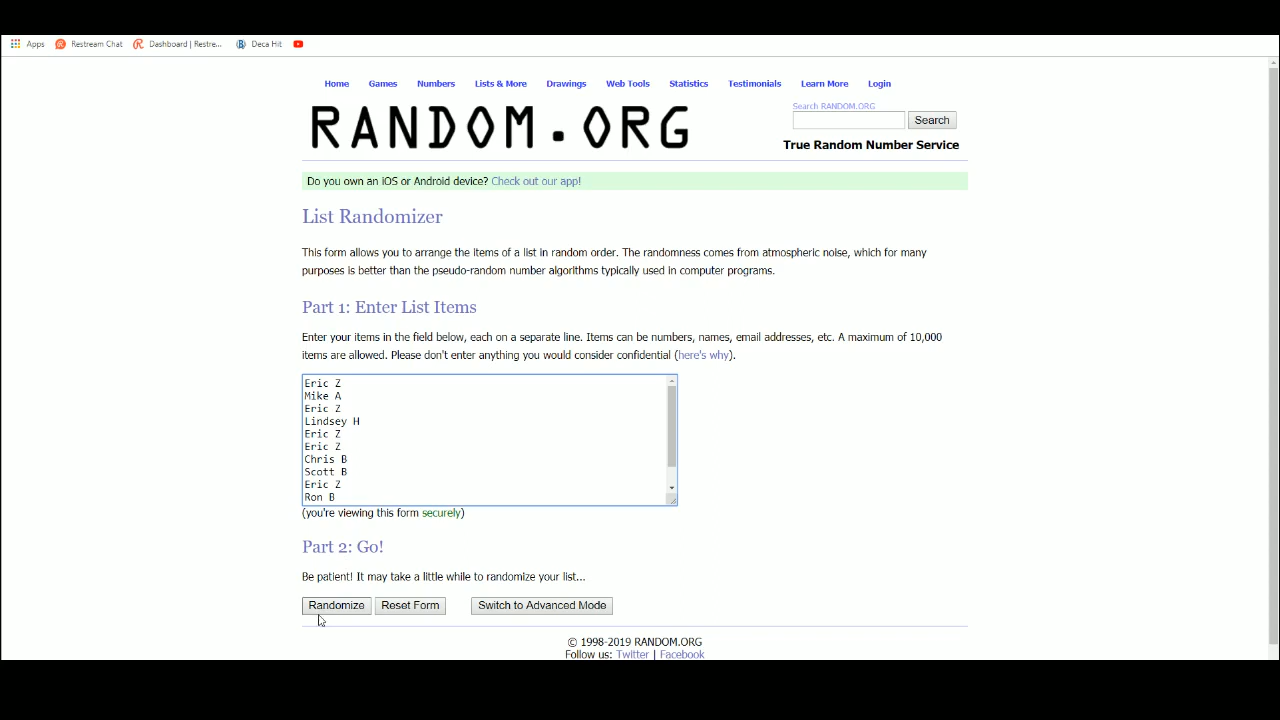 Apps Restream Chat Dashboard | Restre... Deca Hit
Home Games Numbers Lists & More Drawings Web Tools Statistics Testimonials Learn More Login
RANDOM.ORG
Search RANDOM.ORG
Search
True Random Number Service
Do you own an iOS or Android device? Check out our app!
List Randomizer
This form allows you to arrange the items of a list in random order. The randomness comes from atmospheric noise, which for many
purposes is better than the pseudo-random number algorithms typically used in computer programs.
Part 1: Enter List Items
Enter your items in the field below, each on a separate line. Items can be numbers, names, email addresses, etc. A maximum of 10,000
items are allowed. Please don't enter anything you would consider confidential (here's why).
Eric Z
Mike A
Eric Z
Lindsey H
Eric Z
Eric Z
Chris B
Scott B
Eric Z
Ron B
(you're viewing this form securely)
Part 2: Go!
Be patient! It may take a little while to randomize your list...
Randomize Reset Form Switch to Advanced Mode
© 1998-2019 RANDOM.ORG
Follow us: Twitter | Facebook